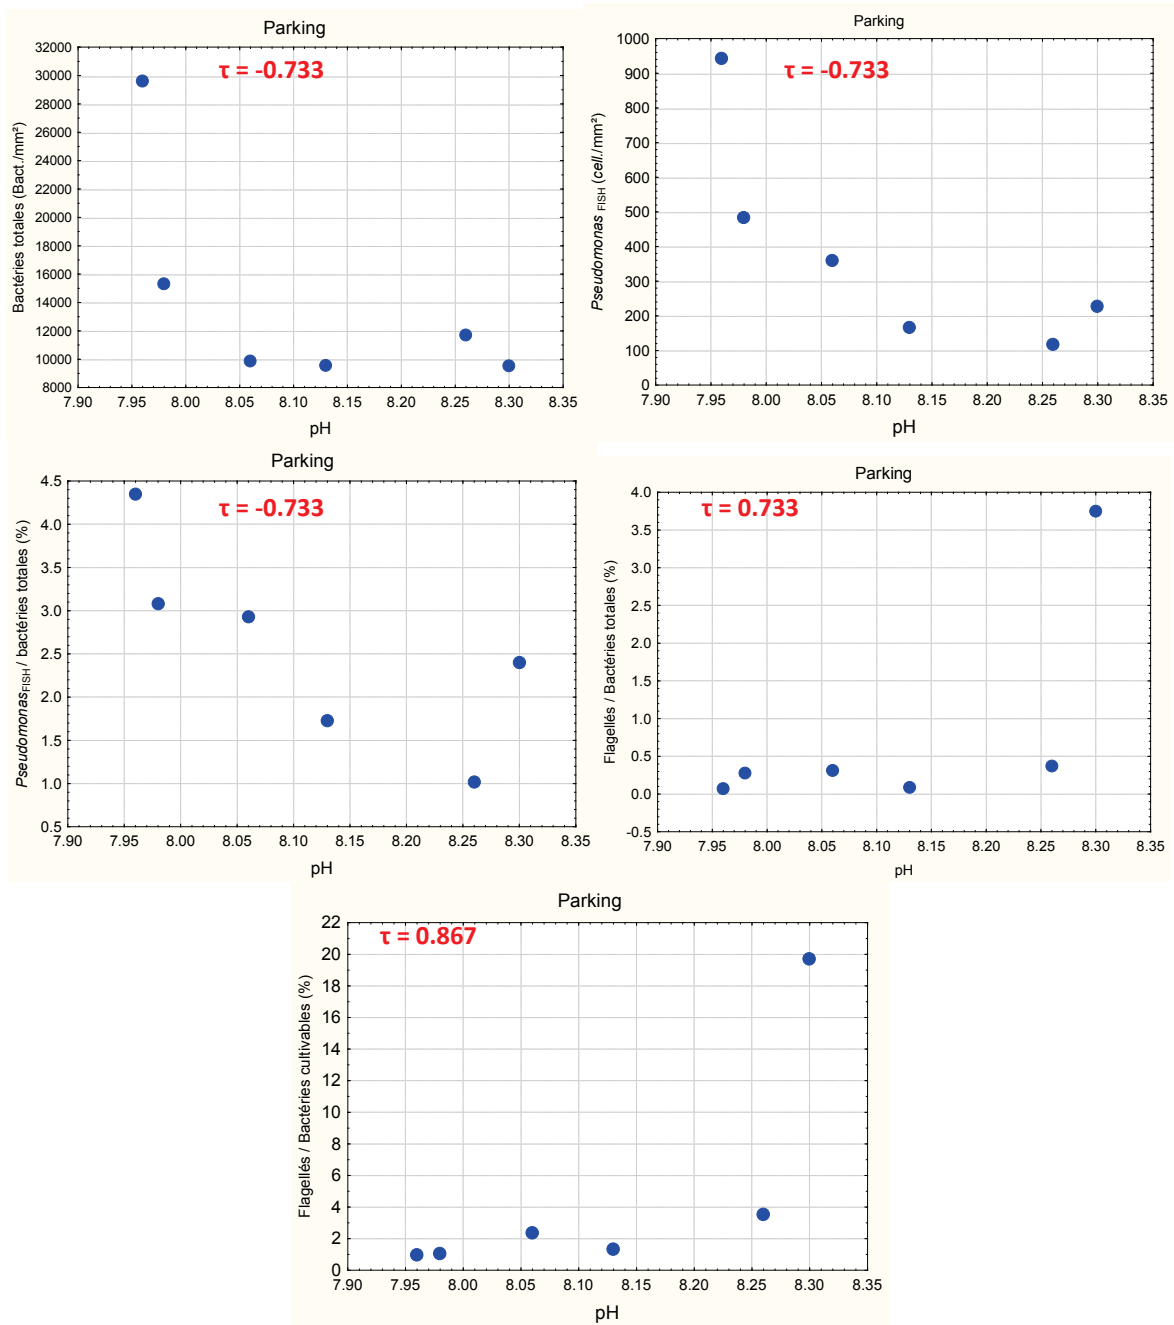 Parking
τ = -0.733
Bactéries totales (Bact./mm²)
32000
30000
28000
26000
24000
22000
20000
18000
16000
14000
12000
10000
8000
7.90 7.95 8.00 8.05 8.10 8.15 8.20 8.25 8.30 8.35
pH
Parking
τ = -0.733
Pseudomonas FISH (cell./mm²)
1000
900
800
700
600
500
400
300
200
100
0
7.90 7.95 8.00 8.05 8.10 8.15 8.20 8.25 8.30 8.35
pH
Parking
τ = -0.733
PseudomonasFISH / bactéries totales (%)
4.5
4.0
3.5
3.0
2.5
2.0
1.5
1.0
0.5
7.90 7.95 8.00 8.05 8.10 8.15 8.20 8.25 8.30 8.35
pH
Parking
τ = 0.733
Flagellés / Bactéries totales (%)
4.0
3.5
3.0
2.5
2.0
1.5
1.0
0.5
0.0
-0.5
7.90 7.95 8.00 8.05 8.10 8.15 8.20 8.25 8.30 8.35
pH
Parking
τ = 0.867
Flagellés / Bactéries cultivables (%)
22
20
18
16
14
12
10
8
6
4
2
0
7.90 7.95 8.00 8.05 8.10 8.15 8.20 8.25 8.30 8.35
pH